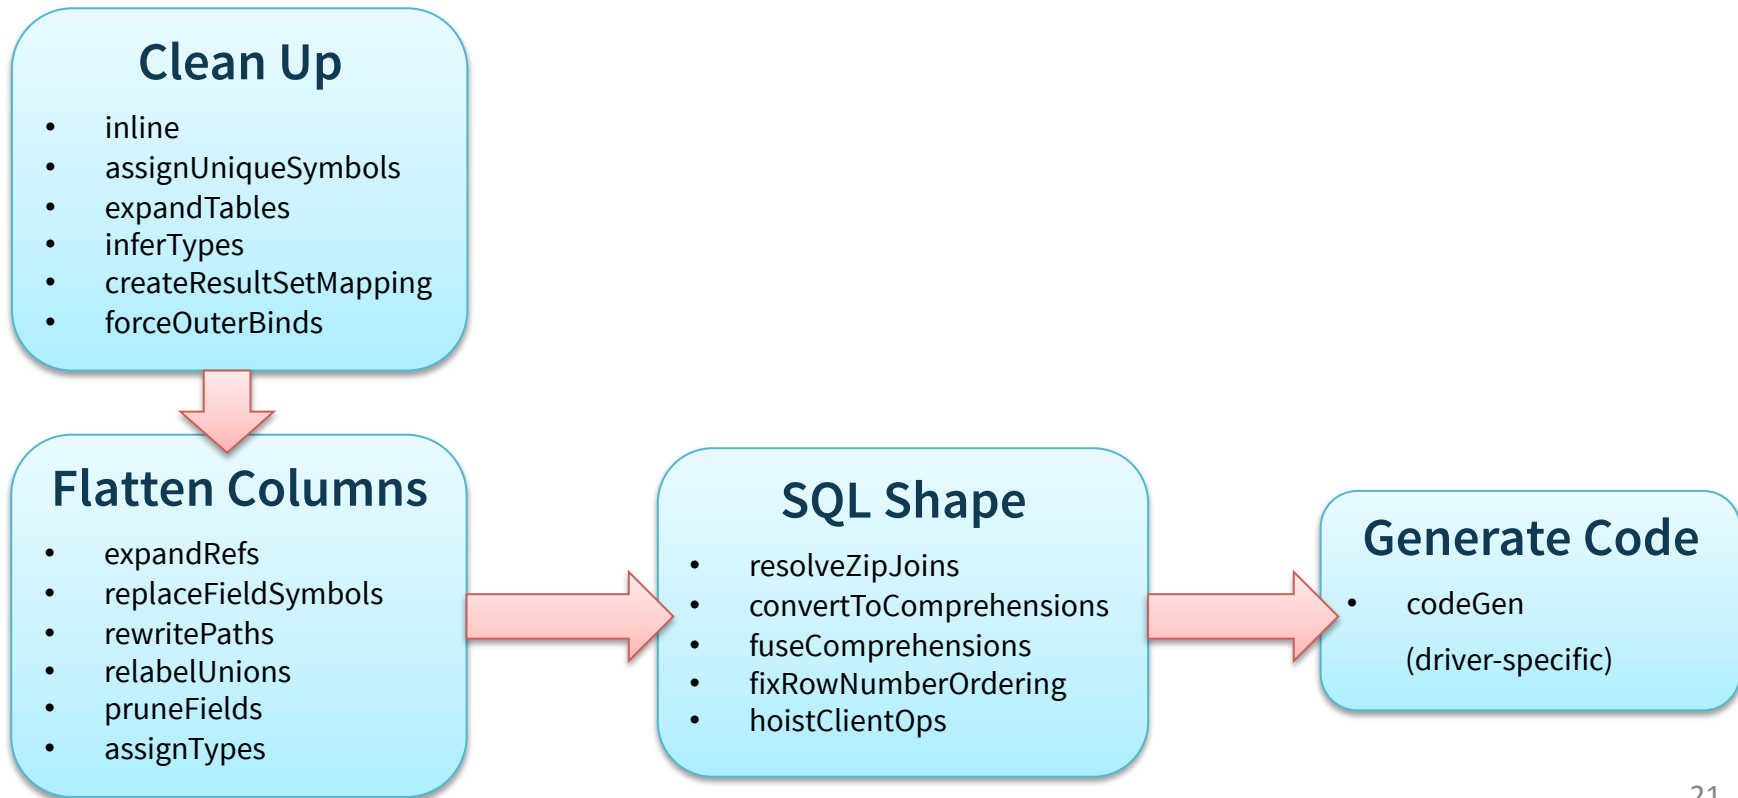 Clean Up
• inline
• assignUniqueSymbols
• expandTables
• inferTypes
• createResultSetMapping
• forceOuterBinds
Flatten Columns
• expandRefs
• replaceFieldSymbols
• rewritePaths
• relabelUnions
• pruneFields
• assignTypes
SQL Shape
• resolveZipJoins
• convertToComprehensions
• fuseComprehensions
• fixRowNumberOrdering
• hoistClientOps
Generate Code
• codeGen
(driver-specific)
21